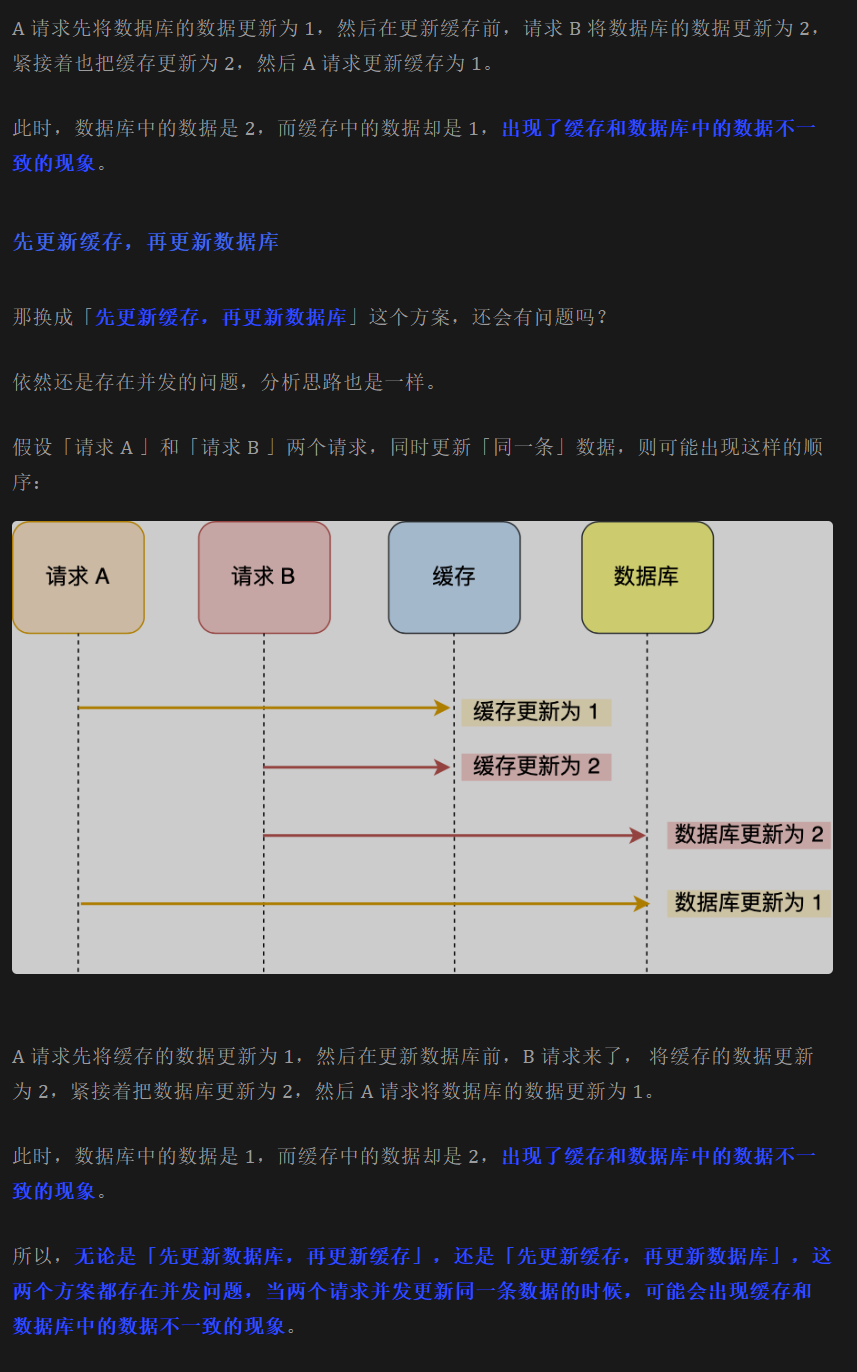 A 请求先将数据库的数据更新为 1，然后在更新缓存前，请求 B 将数据库的数据更新为 2，
紧接着也把缓存更新为 2，然后 A 请求更新缓存为 1。
此时，数据库中的数据是 2，而缓存中的数据却是 1，出现了缓存和数据库中的数据不一
致的现象。
先更新缓存，再更新数据库
那换成「先更新缓存，再更新数据库」这个方案，还会有问题吗？
依然还是存在并发的问题，分析思路也是一样。
假设「请求 A 」和「请求 B 」两个请求，同时更新「同一条」数据，则可能出现这样的顺
序：
请求 A
请求 B
缓存
数据库
缓存更新为 1
缓存更新为 2
数据库更新为 2
数据库更新为 1
A 请求先将缓存的数据更新为 1，然后在更新数据库前，B 请求来了， 将缓存的数据更新
为 2，紧接着把数据库更新为 2，然后 A 请求将数据库的数据更新为 1。
此时，数据库中的数据是 1，而缓存中的数据却是 2，出现了缓存和数据库中的数据不一
致的现象。
所以，无论是「先更新数据库，再更新缓存」，还是「先更新缓存，再更新数据库」，这
两个方案都存在并发问题，当两个请求并发更新同一条数据的时候，可能会出现缓存和
数据库中的数据不一致的现象。